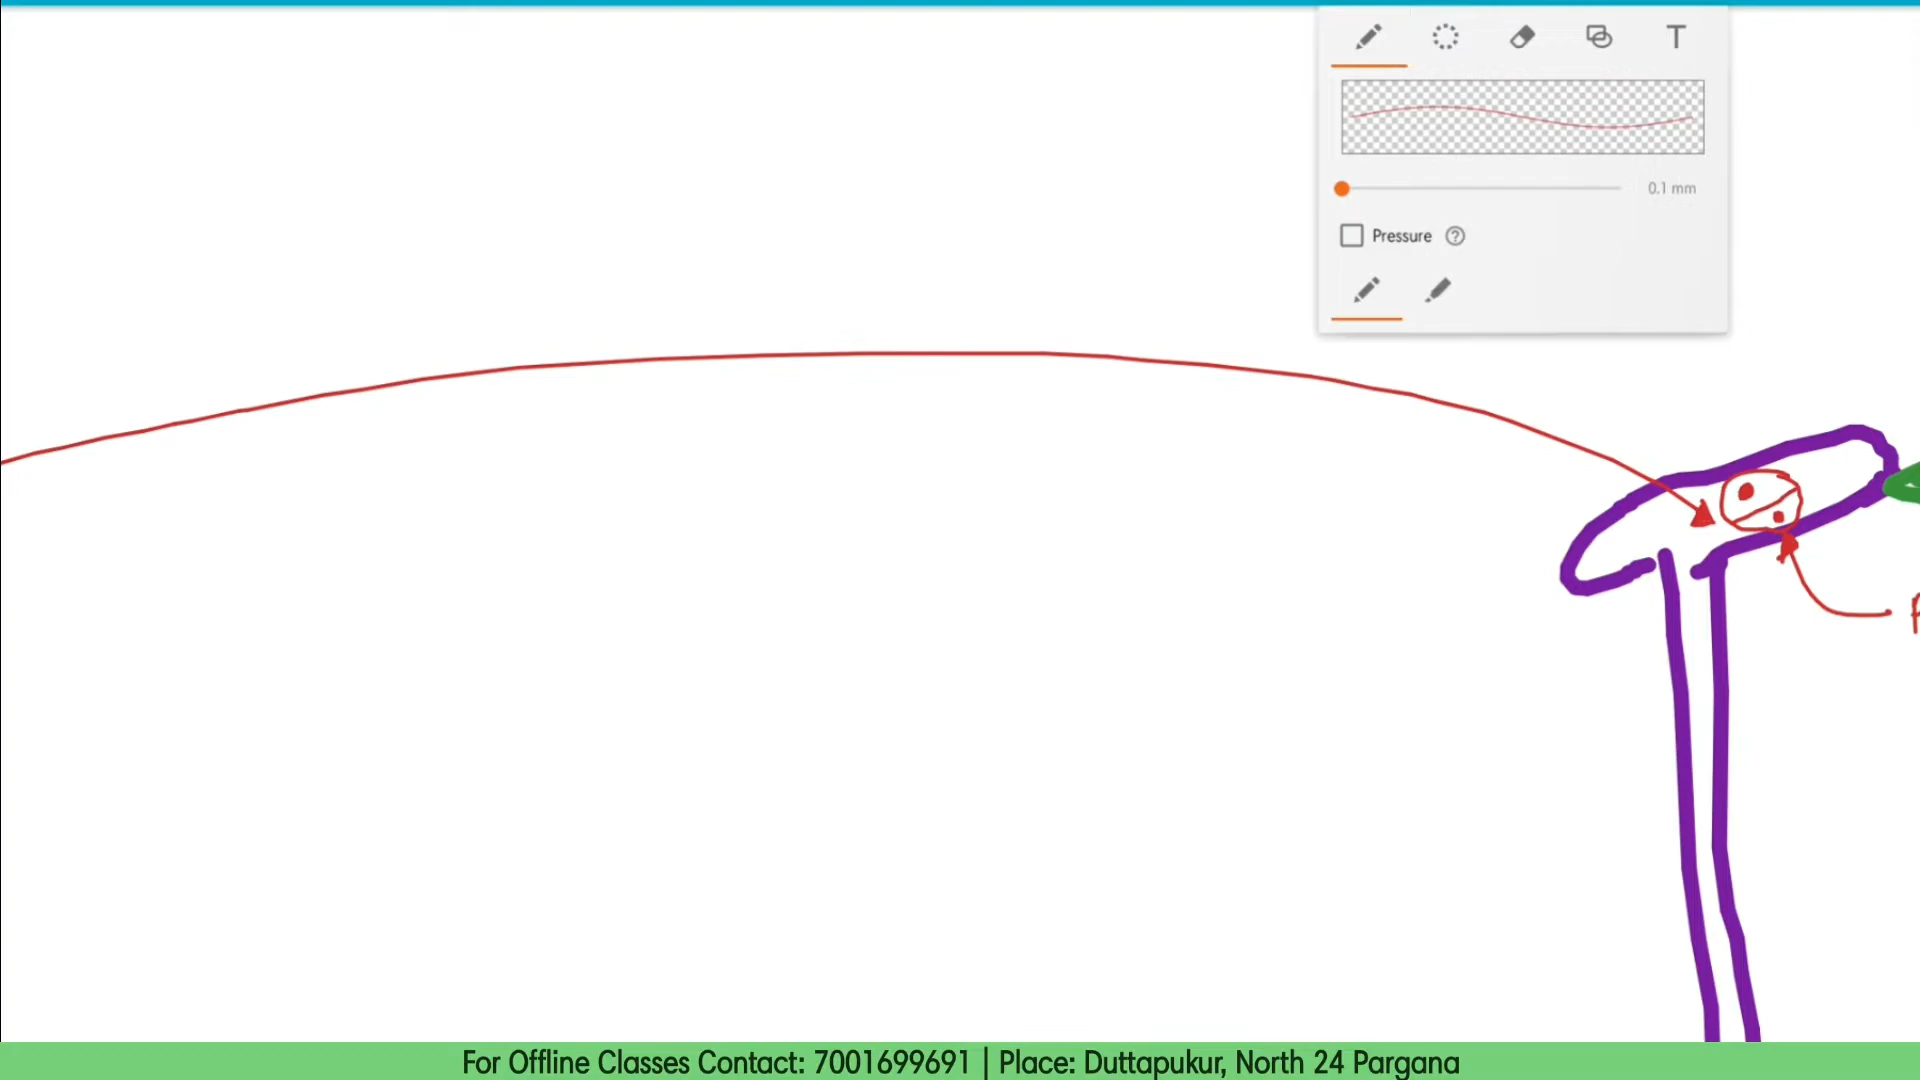 T
0.1 mm
Pressure ?
For Offline Classes Contact: 7001699691 | Place: Duttapukur, North 24 Pargana